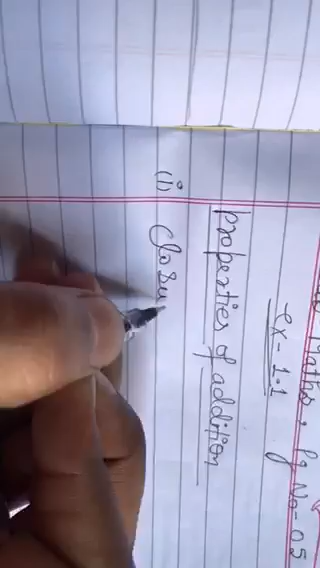 Maths, Pg No-05
Ex-1.1
Properties of addition
(i) Closu